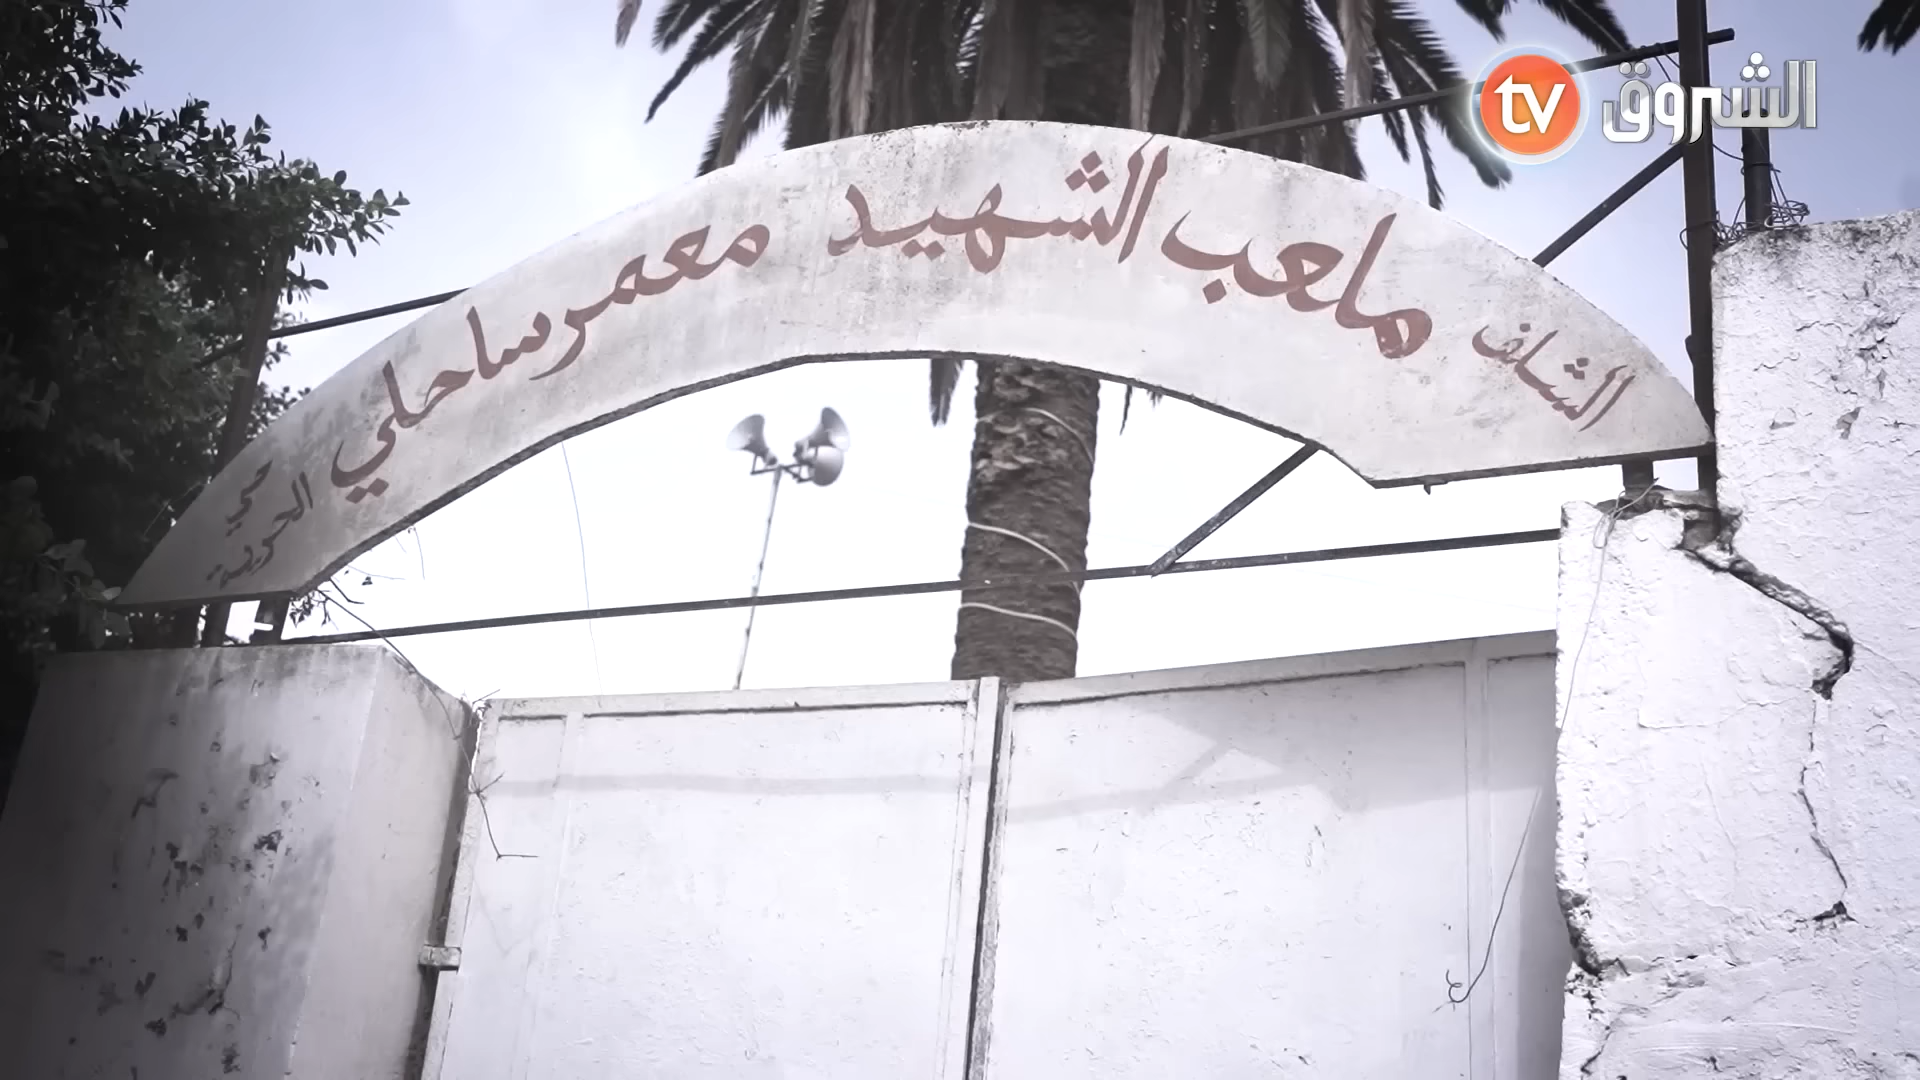 الشروق tv
الشلف
ملعب الشهيد معمر ساحلي
حي
الحرية